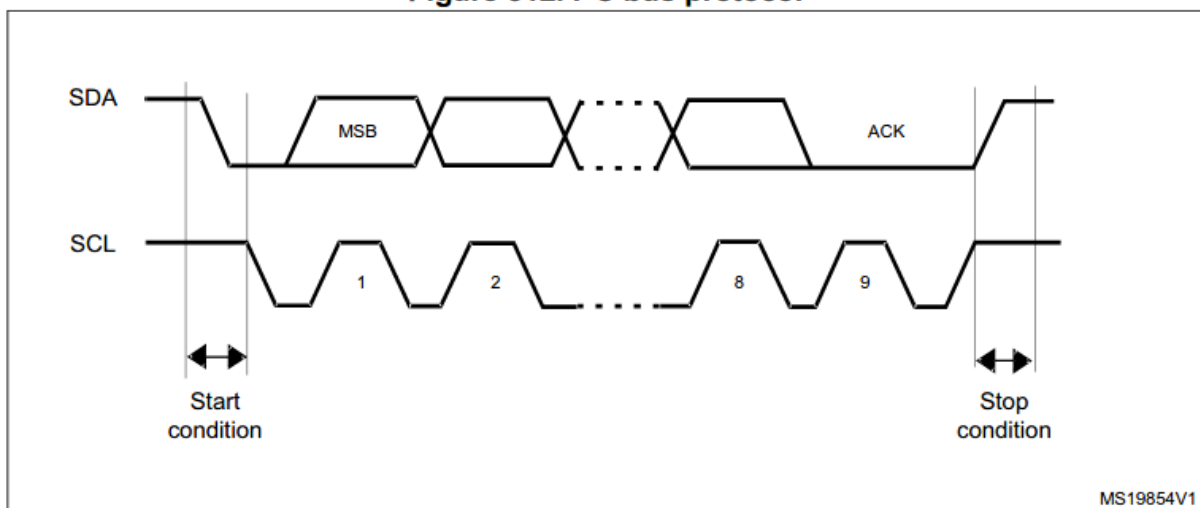 SDA
MSB
ACK
SCL
1
2
8
9
Start
condition
Stop
condition
MS19854V1